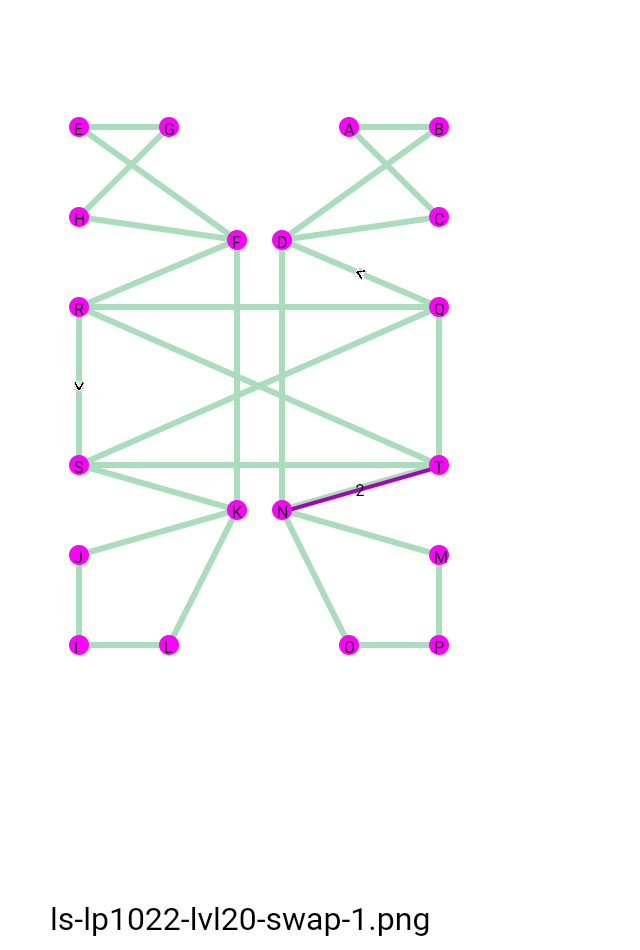 E G A B
H C
F D
<
R Q
v
S T
2
K N
J M
I L O P
ls-lp1022-lvl20-swap-1.png